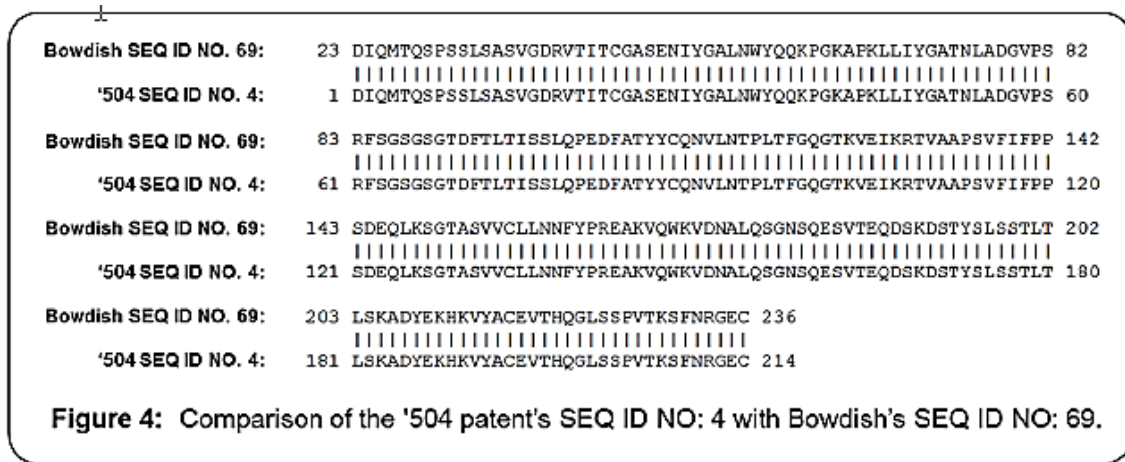 Bowdish SEQ ID NO. 69: 23 DIQMTQSPSSLSASVGDRVTITCGASENIYGALNWYQQKPGKAPKLLIYGATNLADGVPS 82
'504 SEQ ID NO. 4: 1 DIQMTQSPSSLSASVGDRVTITCGASENIYGALNWYQQKPGKAPKLLIYGATNLADGVPS 60
Bowdish SEQ ID NO. 69: 83 RFSGSGSGTDFTLTISSLQPEDFATYYCQNVLNTPLTFGQGTKVEIKRTVAAPSVFIFPP 142
'504 SEQ ID NO. 4: 61 RFSGSGSGTDFTLTISSLQPEDFATYYCQNVLNTPLTFGQGTKVEIKRTVAAPSVFIFPP 120
Bowdish SEQ ID NO. 69: 143 SDEQLKSGTASVVCLLNNFYPREAKVQWKVDNALQSGNSQESVTEQDSKDSTYSLSSTLT 202
'504 SEQ ID NO. 4: 121 SDEQLKSGTASVVCLLNNFYPREAKVQWKVDNALQSGNSQESVTEQDSKDSTYSLSSTLT 180
Bowdish SEQ ID NO. 69: 203 LSKADYEKHKVYACEVTHQGLSSPVTKSFNRGEC 236
'504 SEQ ID NO. 4: 181 LSKADYEKHKVYACEVTHQGLSSPVTKSFNRGEC 214
Figure 4: Comparison of the '504 patent's SEQ ID NO: 4 with Bowdish's SEQ ID NO: 69.